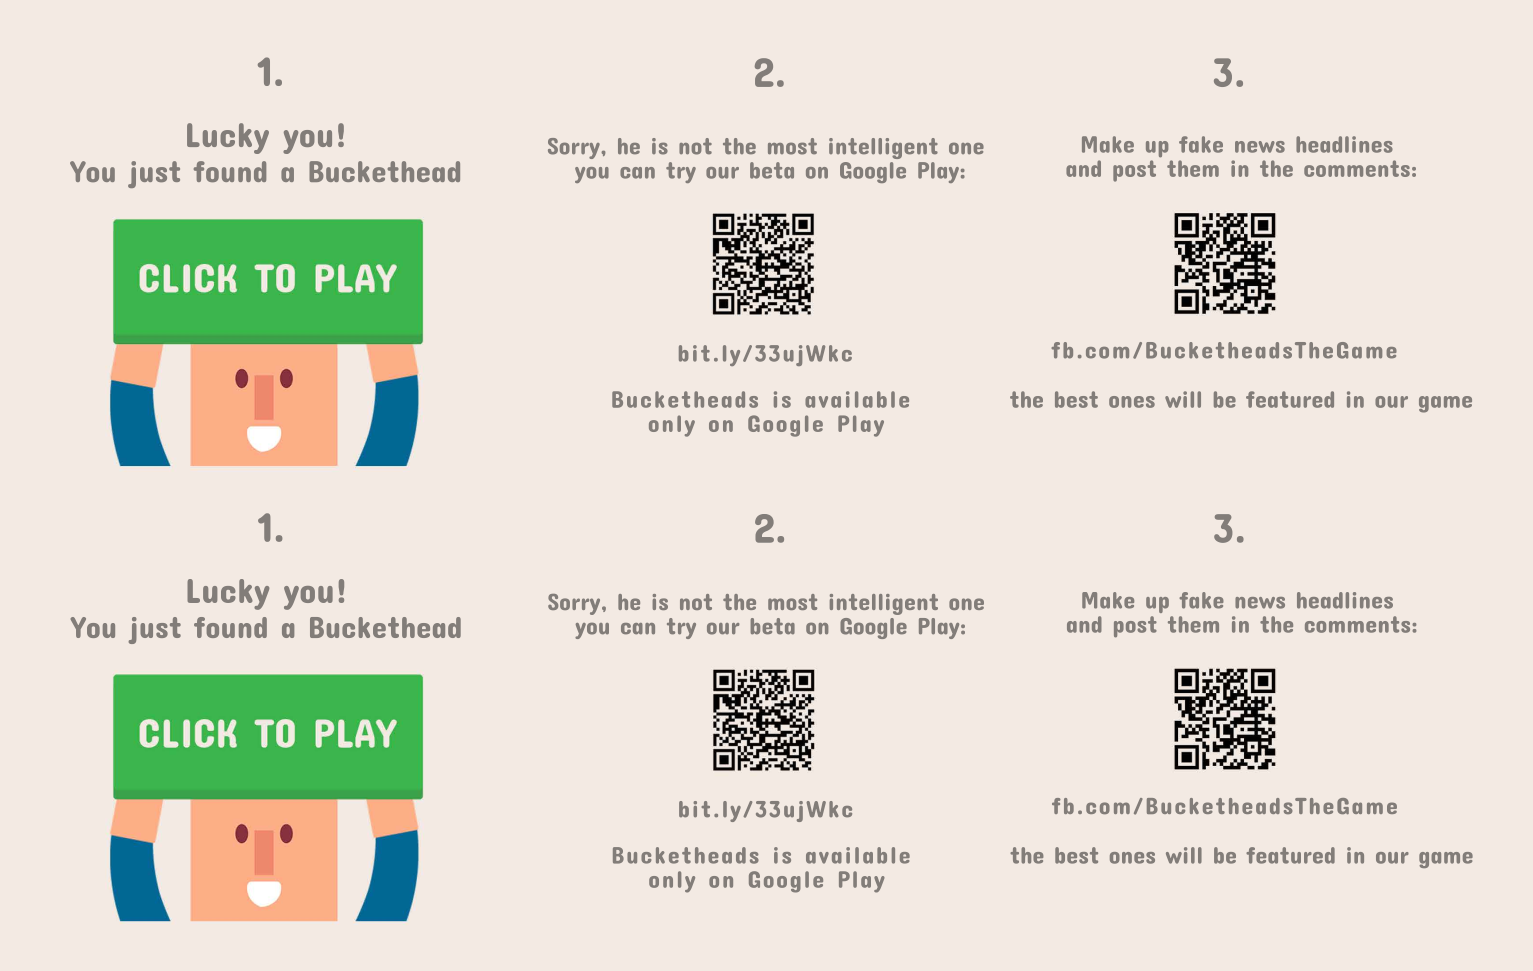 1.
Lucky you!
You just found a Buckethead
CLICK TO PLAY
2.
Sorry, he is not the most intelligent one
you can try our beta on Google Play:
bit.ly/33ujWkc
Bucketheads is available
only on Google Play
3.
Make up fake news headlines
and post them in the comments:
fb.com/BucketheadsTheGame
the best ones will be featured in our game
1.
Lucky you!
You just found a Buckethead
CLICK TO PLAY
2.
Sorry, he is not the most intelligent one
you can try our beta on Google Play:
bit.ly/33ujWkc
Bucketheads is available
only on Google Play
3.
Make up fake news headlines
and post them in the comments:
fb.com/BucketheadsTheGame
the best ones will be featured in our game